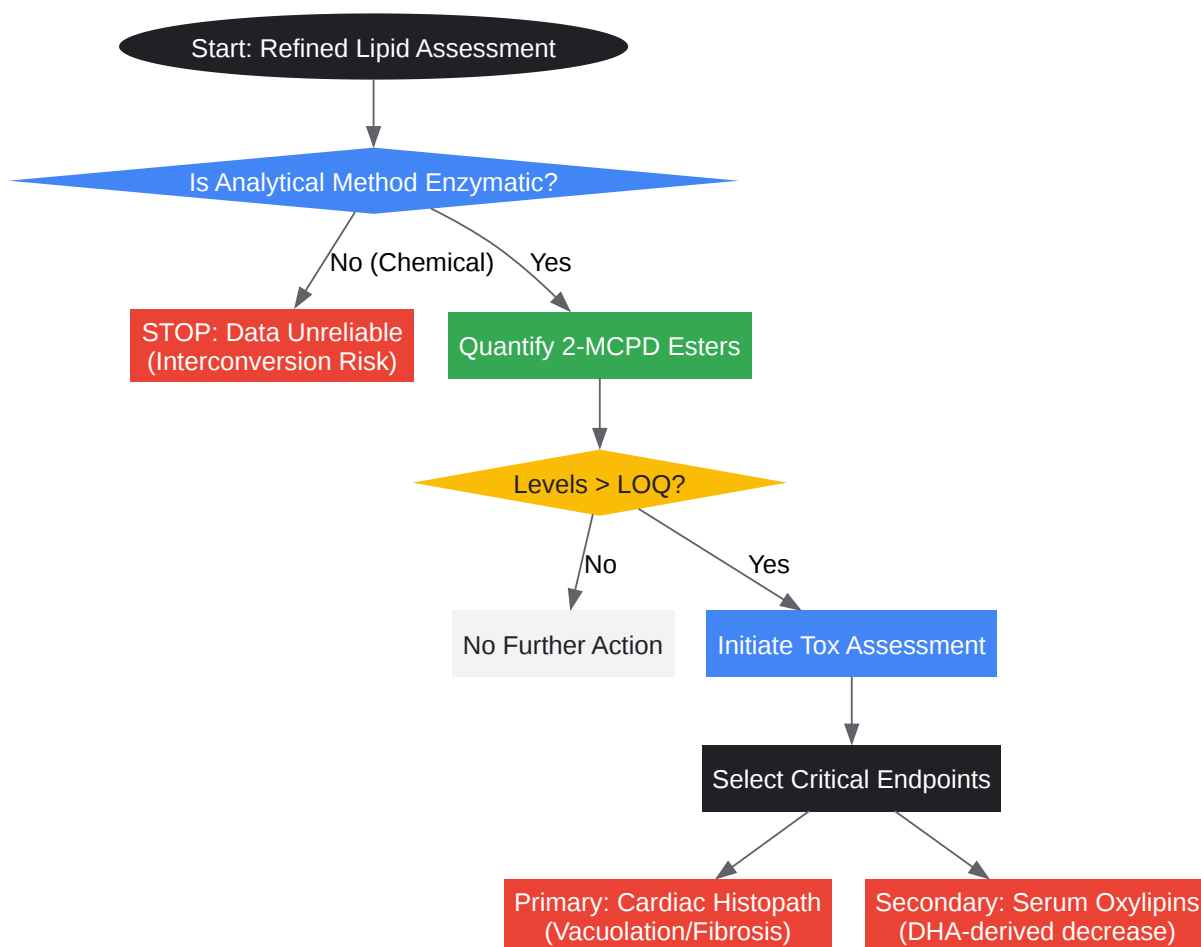 Start: Refined Lipid Assessment
Is Analytical Method Enzymatic?
No (Chemical)
Yes
STOP: Data Unreliable
(Interconversion Risk)
Quantify 2-MCPD Esters
Levels > LOQ?
No
Yes
No Further Action
Initiate Tox Assessment
Select Critical Endpoints
Primary: Cardiac Histopath
(Vacuolation/Fibrosis)
Secondary: Serum Oxylipins
(DHA-derived decrease)